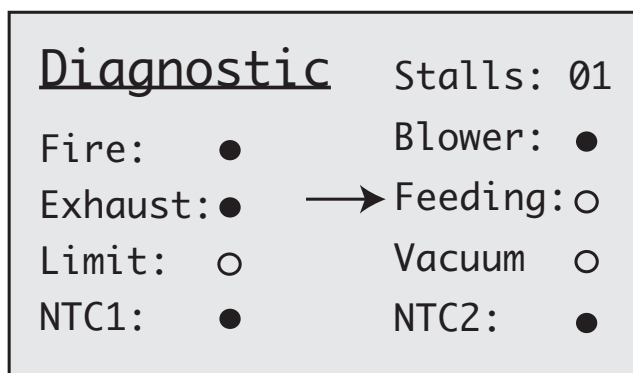 Diagnostic
Fire: ●
Exhaust: ●
Limit: ○
NTC1: ●
Stalls: 01
Blower: ●
→ Feeding: ○
Vacuum ○
NTC2: ●